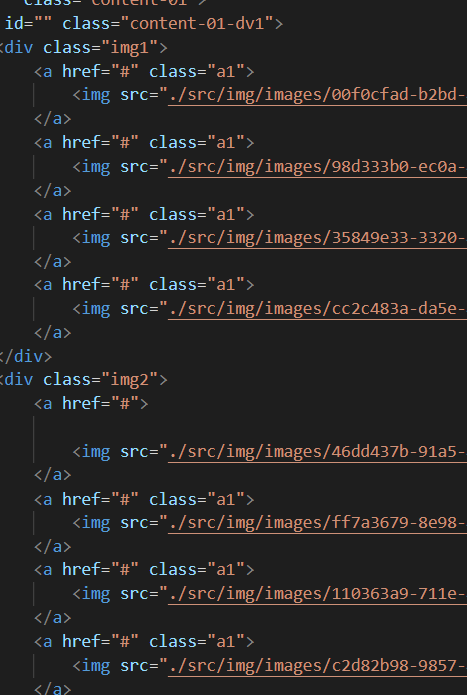 class="content-01">
id="" class="content-01-dv1">
<div class="img1">
<a href="#" class="a1">
<img src="./src/img/images/00f0cfad-b2bd-
</a>
<a href="#" class="a1">
<img src="./src/img/images/98d333b0-ec0a-
</a>
<a href="#" class="a1">
<img src="./src/img/images/35849e33-3320-
</a>
<a href="#" class="a1">
<img src="./src/img/images/cc2c483a-da5e-
</a>
</div>
<div class="img2">
<a href="#">
<img src="./src/img/images/46dd437b-91a5-
</a>
<a href="#" class="a1">
<img src="./src/img/images/ff7a3679-8e98-
</a>
<a href="#" class="a1">
<img src="./src/img/images/110363a9-711e-
</a>
<a href="#" class="a1">
<img src="./src/img/images/c2d82b98-9857-
</a>